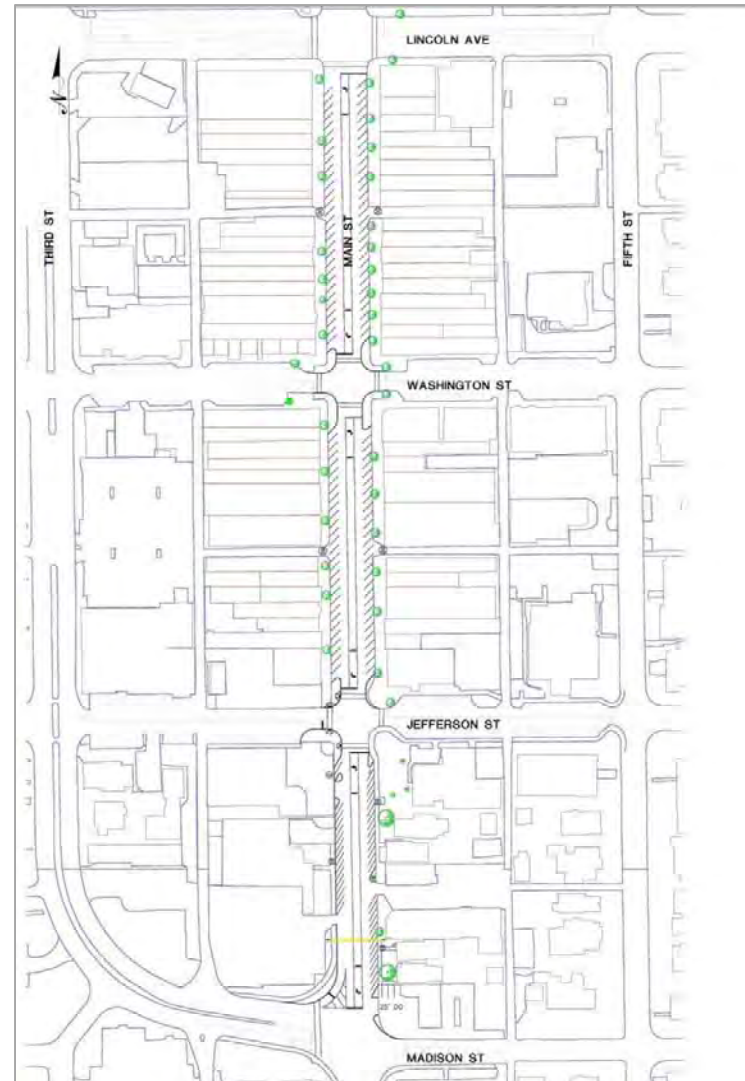 LINCOLN AVE
N
THIRD ST
MAIN ST
FIFTH ST
WASHINGTON ST
JEFFERSON ST
MADISON ST